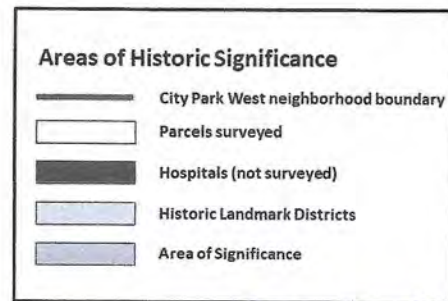 Areas of Historic Significance
City Park West neighborhood boundary
Parcels surveyed
Hospitals (not surveyed)
Historic Landmark Districts
Area of Significance